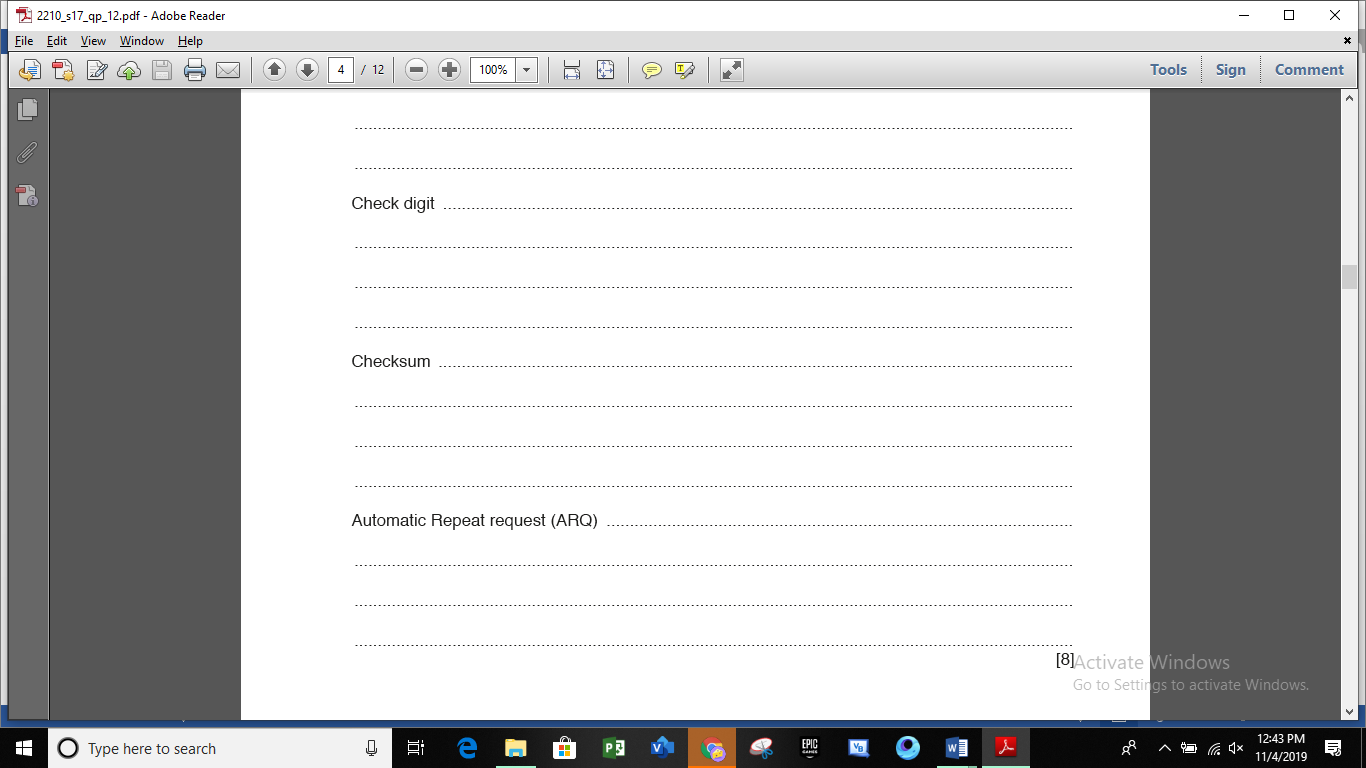 2210_s17_qp_12.pdf - Adobe Reader
File Edit View Window Help
4 / 12 100% Tools Sign Comment
Check digit
Checksum
Automatic Repeat request (ARQ)
[8]
Activate Windows
Go to Settings to activate Windows.
Type here to search
EPIC
GAMES
12:43 PM
11/4/2019